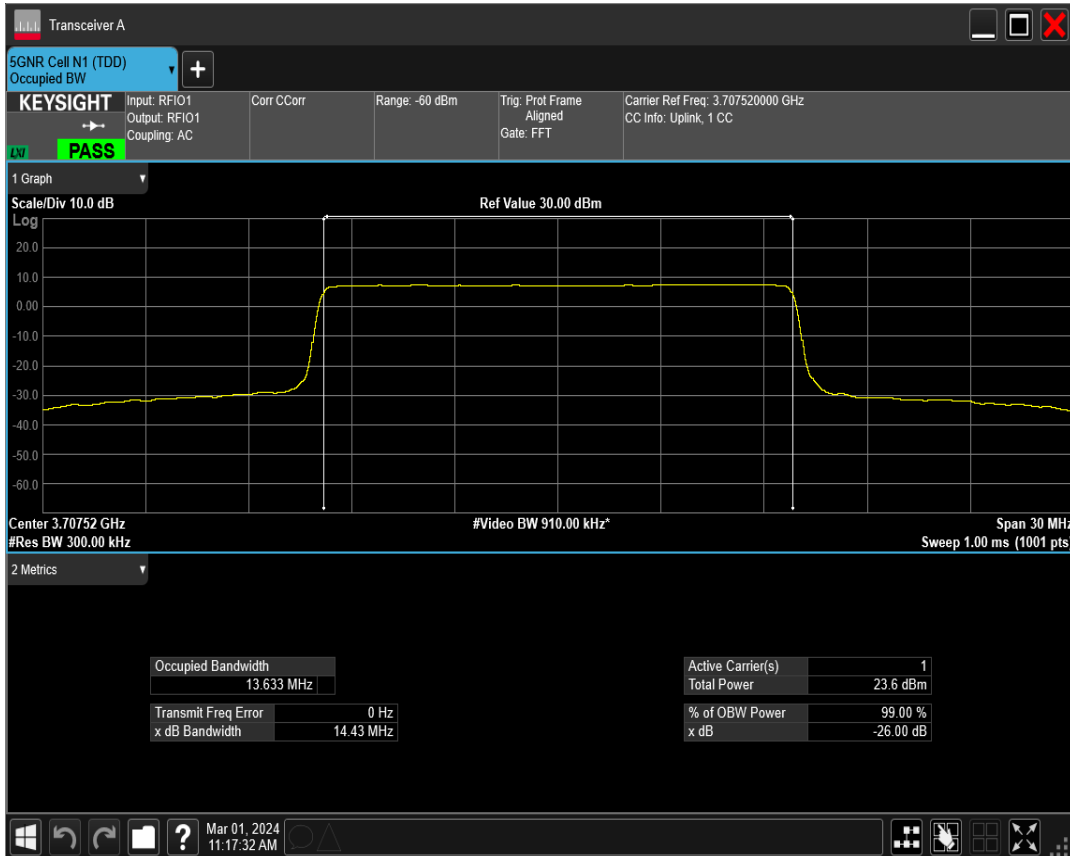 Transceiver A
5GNR Cell N1 (TDD)
Occupied BW
+
KEYSIGHT
LXI
PASS
Input: RFIO1
Output: RFIO1
Coupling: AC
Corr CCorr
Range: -60 dBm
Trig: Prot Frame
Aligned
Gate: FFT
Carrier Ref Freq: 3.707520000 GHz
CC Info: Uplink, 1 CC
1 Graph
Scale/Div 10.0 dB
Ref Value 30.00 dBm
Log
20.0
10.0
0.00
-10.0
-20.0
-30.0
-40.0
-50.0
-60.0
Center 3.70752 GHz
#Video BW 910.00 kHz*
Span 30 MHz
#Res BW 300.00 kHz
Sweep 1.00 ms (1001 pts)
2 Metrics
Occupied Bandwidth
13.633 MHz
Transmit Freq Error 0 Hz
x dB Bandwidth 14.43 MHz
Active Carrier(s) 1
Total Power 23.6 dBm
% of OBW Power 99.00 %
x dB -26.00 dB
?
Mar 01, 2024
11:17:32 AM